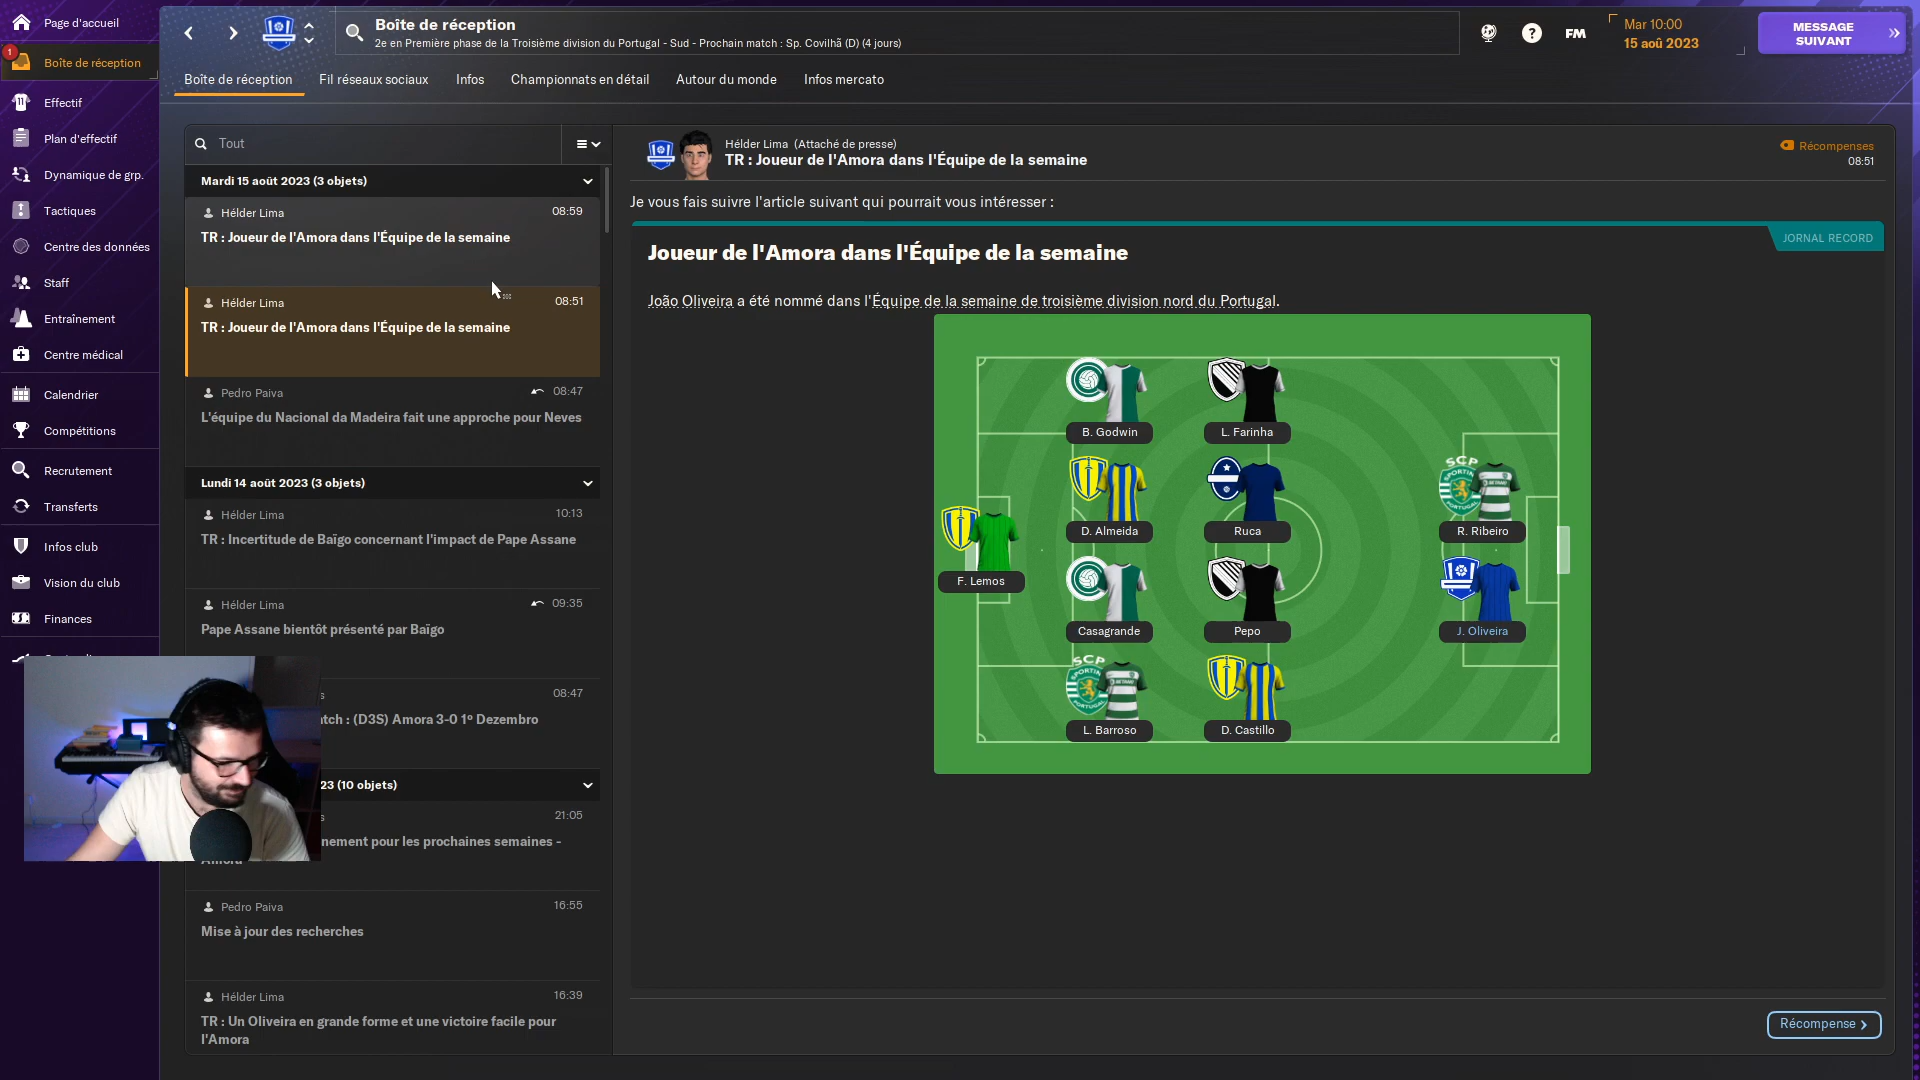 Page d'accueil
1
Boîte de réception
Effectif
Plan d'effectif
Dynamique de grp.
Tactiques
Centre des données
Staff
Entraînement
Centre médical
Calendrier
Compétitions
Recrutement
Transferts
Infos club
Vision du club
Finances
Boîte de réception
2e en Première phase de la Troisième division du Portugal - Sud - Prochain match : Sp. Covilhã (D) (4 jours)
FM
Mar 10:00
15 aoû 2023
MESSAGE SUIVANT
Boîte de réception
Fil réseaux sociaux
Infos
Championnats en détail
Autour du monde
Infos mercato
Tout
Mardi 15 août 2023 (3 objets)
Hélder Lima 08:59
TR : Joueur de l'Amora dans l'Équipe de la semaine
Hélder Lima 08:51
TR : Joueur de l'Amora dans l'Équipe de la semaine
Pedro Paiva 08:47
L'équipe du Nacional da Madeira fait une approche pour Neves
Lundi 14 août 2023 (3 objets)
Hélder Lima 10:13
TR : Incertitude de Baïgo concernant l'impact de Pape Assane
Hélder Lima 09:35
Pape Assane bientôt présenté par Baïgo
s 08:47
tch : (D3S) Amora 3-0 1º Dezembro
23 (10 objets)
s 21:05
nement pour les prochaines semaines -
Amora
Pedro Paiva 16:55
Mise à jour des recherches
Hélder Lima 16:39
TR : Un Oliveira en grande forme et une victoire facile pour
l'Amora
Hélder Lima (Attaché de presse)
TR : Joueur de l'Amora dans l'Équipe de la semaine
Récompenses
08:51
Je vous fais suivre l'article suivant qui pourrait vous intéresser :
JORNAL RECORD
Joueur de l'Amora dans l'Équipe de la semaine
João Oliveira a été nommé dans l'Équipe de la semaine de troisième division nord du Portugal.
B. Godwin
L. Farinha
SCP
D. Almeida
Ruca
R. Ribeiro
F. Lemos
Casagrande
Pepo
J. Oliveira
SCP
L. Barroso
D. Castillo
Récompense